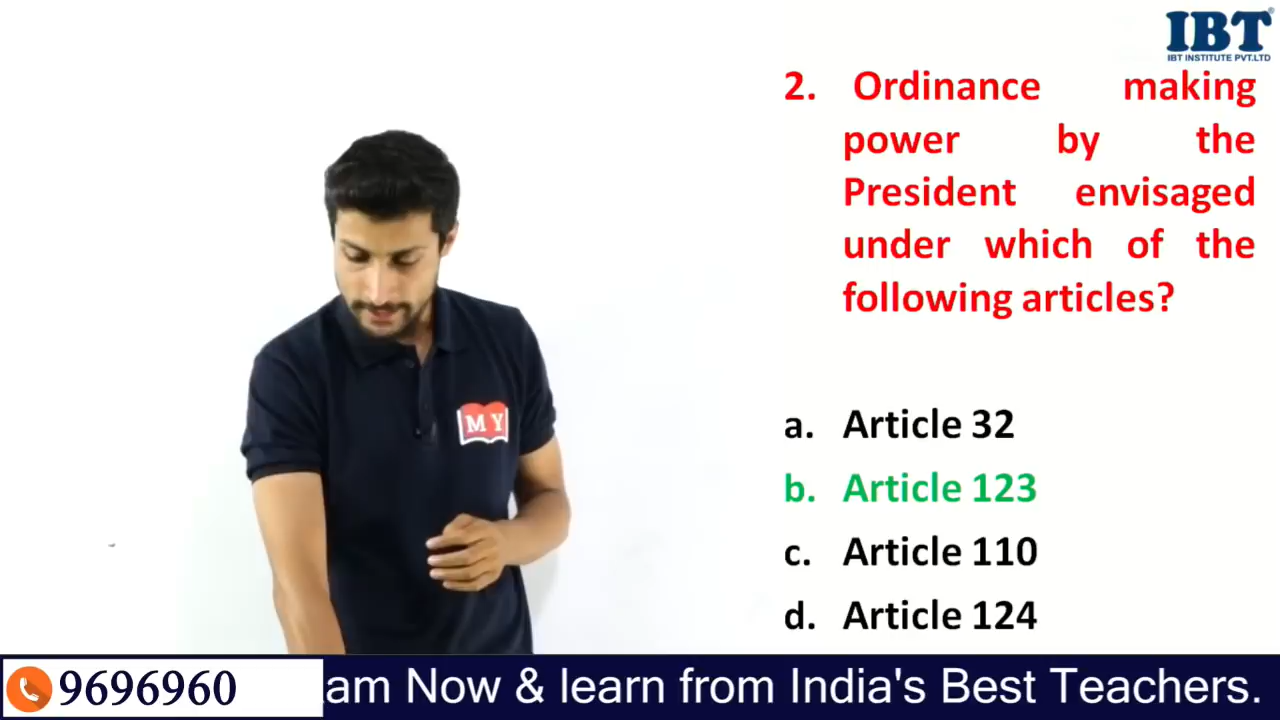 IBT
IBT INSTITUTE PVT.LTD
2. Ordinance making
power by the
President envisaged
under which of the
following articles?
a. Article 32
b. Article 123
c. Article 110
d. Article 124
M Y
9696960
am Now & learn from India's Best Teachers.